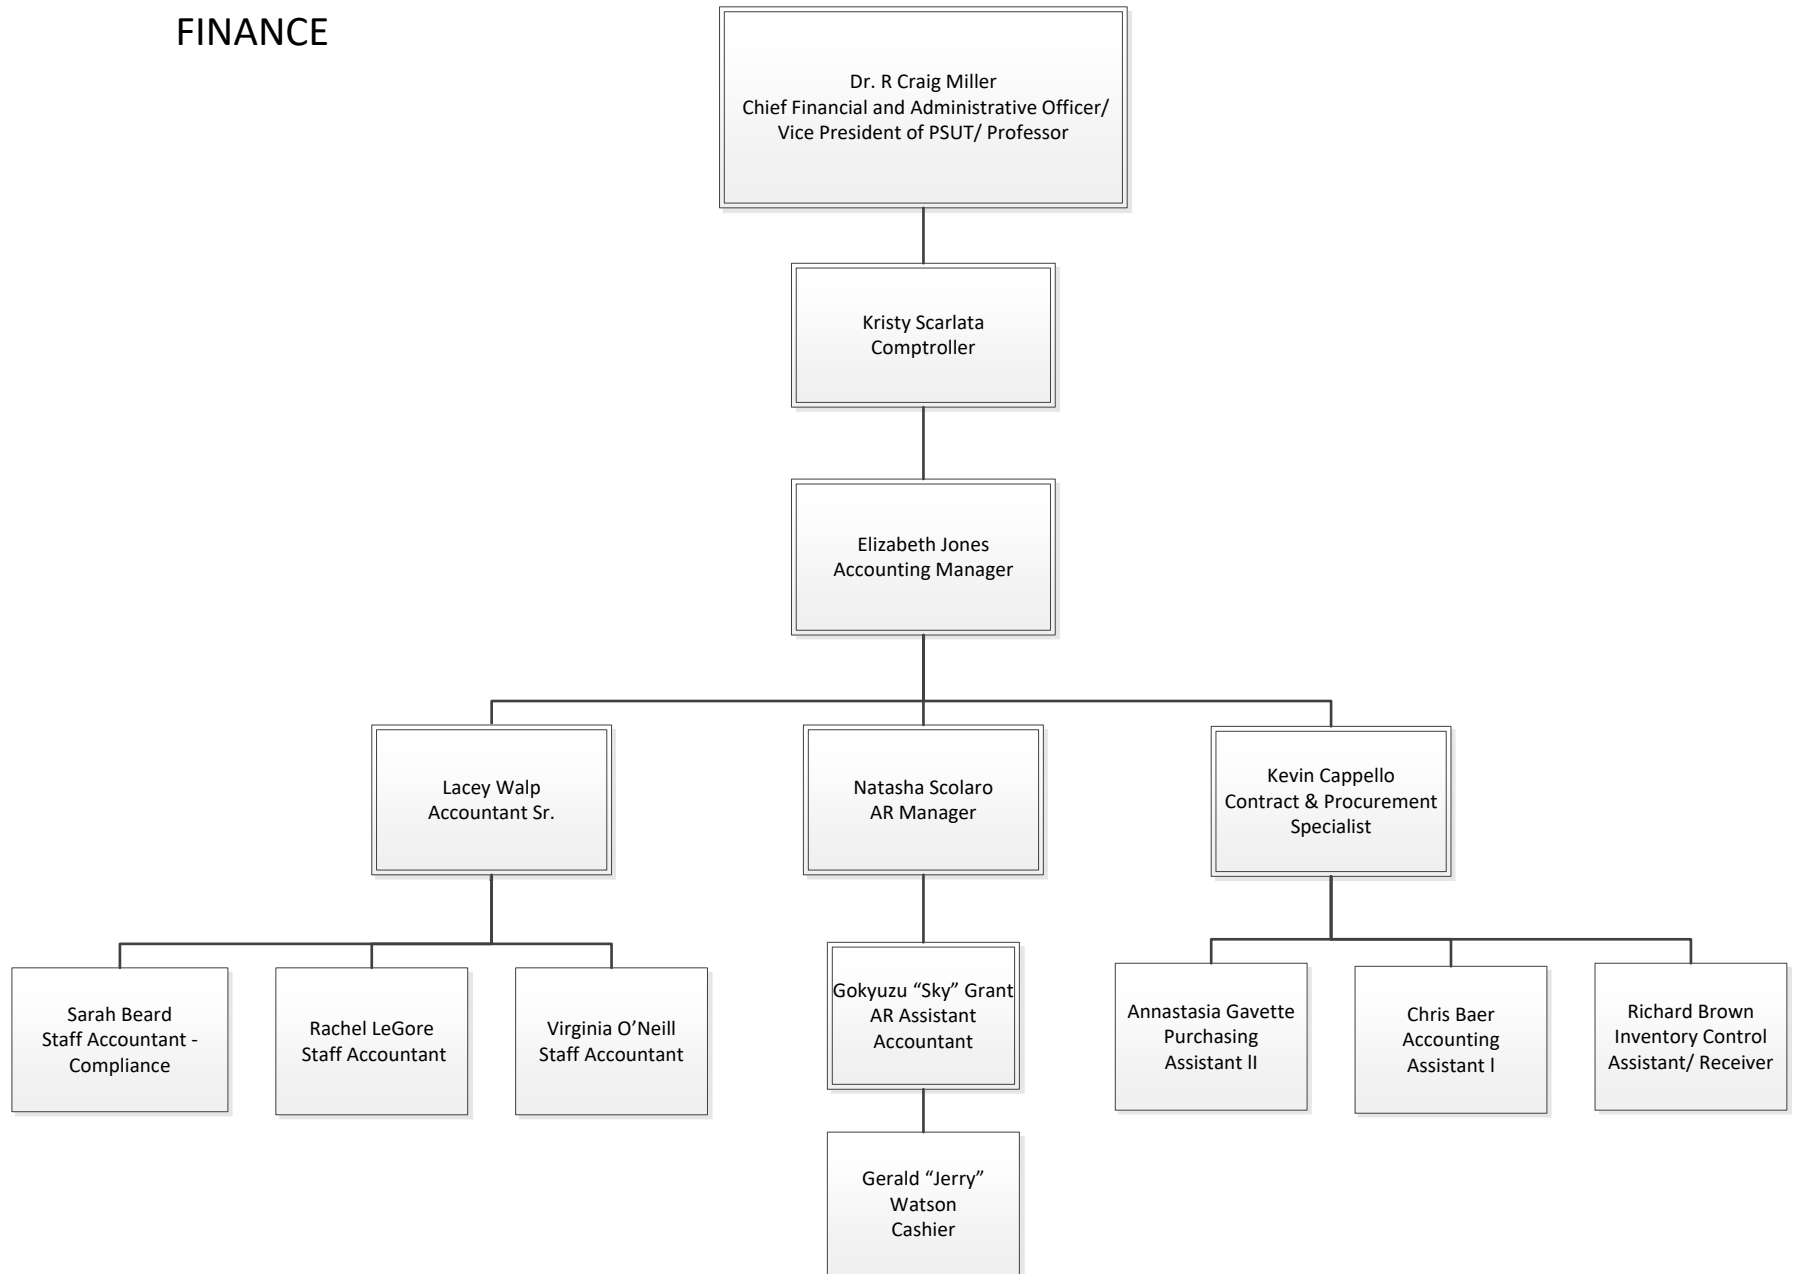 FINANCE
Dr. R Craig Miller
Chief Financial and Administrative Officer/
Vice President of PSUT/ Professor
Kristy Scarlata
Comptroller
Elizabeth Jones
Accounting Manager
Lacey Walp
Accountant Sr.
Natasha Scolaro
AR Manager
Kevin Cappello
Contract & Procurement
Specialist
Sarah Beard
Staff Accountant -
Compliance
Rachel LeGore
Staff Accountant
Virginia O’Neill
Staff Accountant
Gokyuzu “Sky” Grant
AR Assistant
Accountant
Annastasia Gavette
Purchasing
Assistant lI
Chris Baer
Accounting
Assistant l
Richard Brown
Inventory Control
Assistant/ Receiver
Gerald “Jerry”
Watson
Cashier